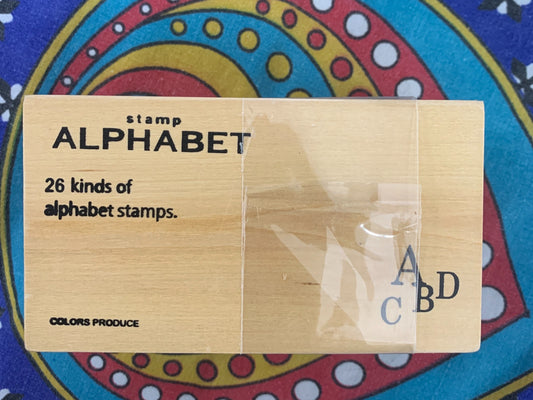 stamp
ALPHABET
26 kinds of
alphabet stamps.
A
C B D
COLORS PRODUCE